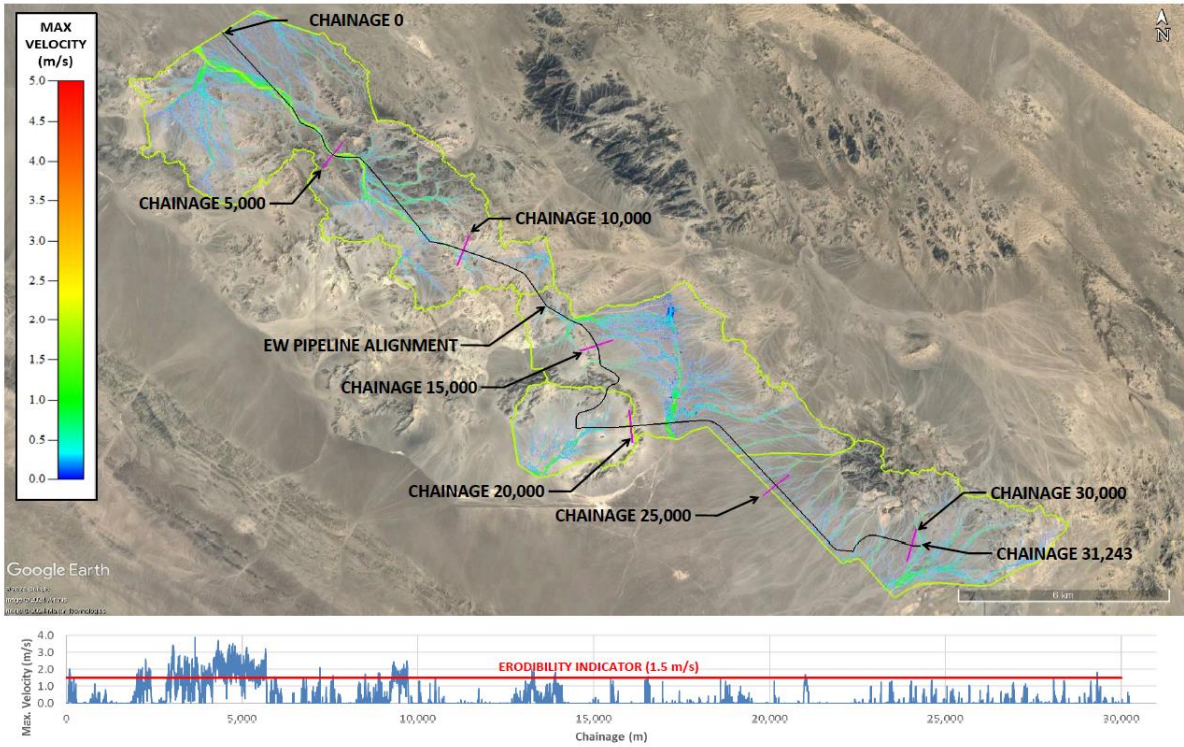 MAX
VELOCITY
(m/s)
5.0
4.5
4.0
3.5
3.0
2.5
2.0
1.5
1.0
0.5
0.0
CHAINAGE 0
N
CHAINAGE 5,000
CHAINAGE 10,000
EW PIPELINE ALIGNMENT
CHAINAGE 15,000
CHAINAGE 20,000
CHAINAGE 25,000
CHAINAGE 30,000
CHAINAGE 31,243
Google Earth
6 km
Max. Velocity (m/s)
4.0
3.0
2.0
1.0
0.0
ERODIBILITY INDICATOR (1.5 m/s)
0
5,000
10,000
15,000
20,000
25,000
30,000
Chainage (m)